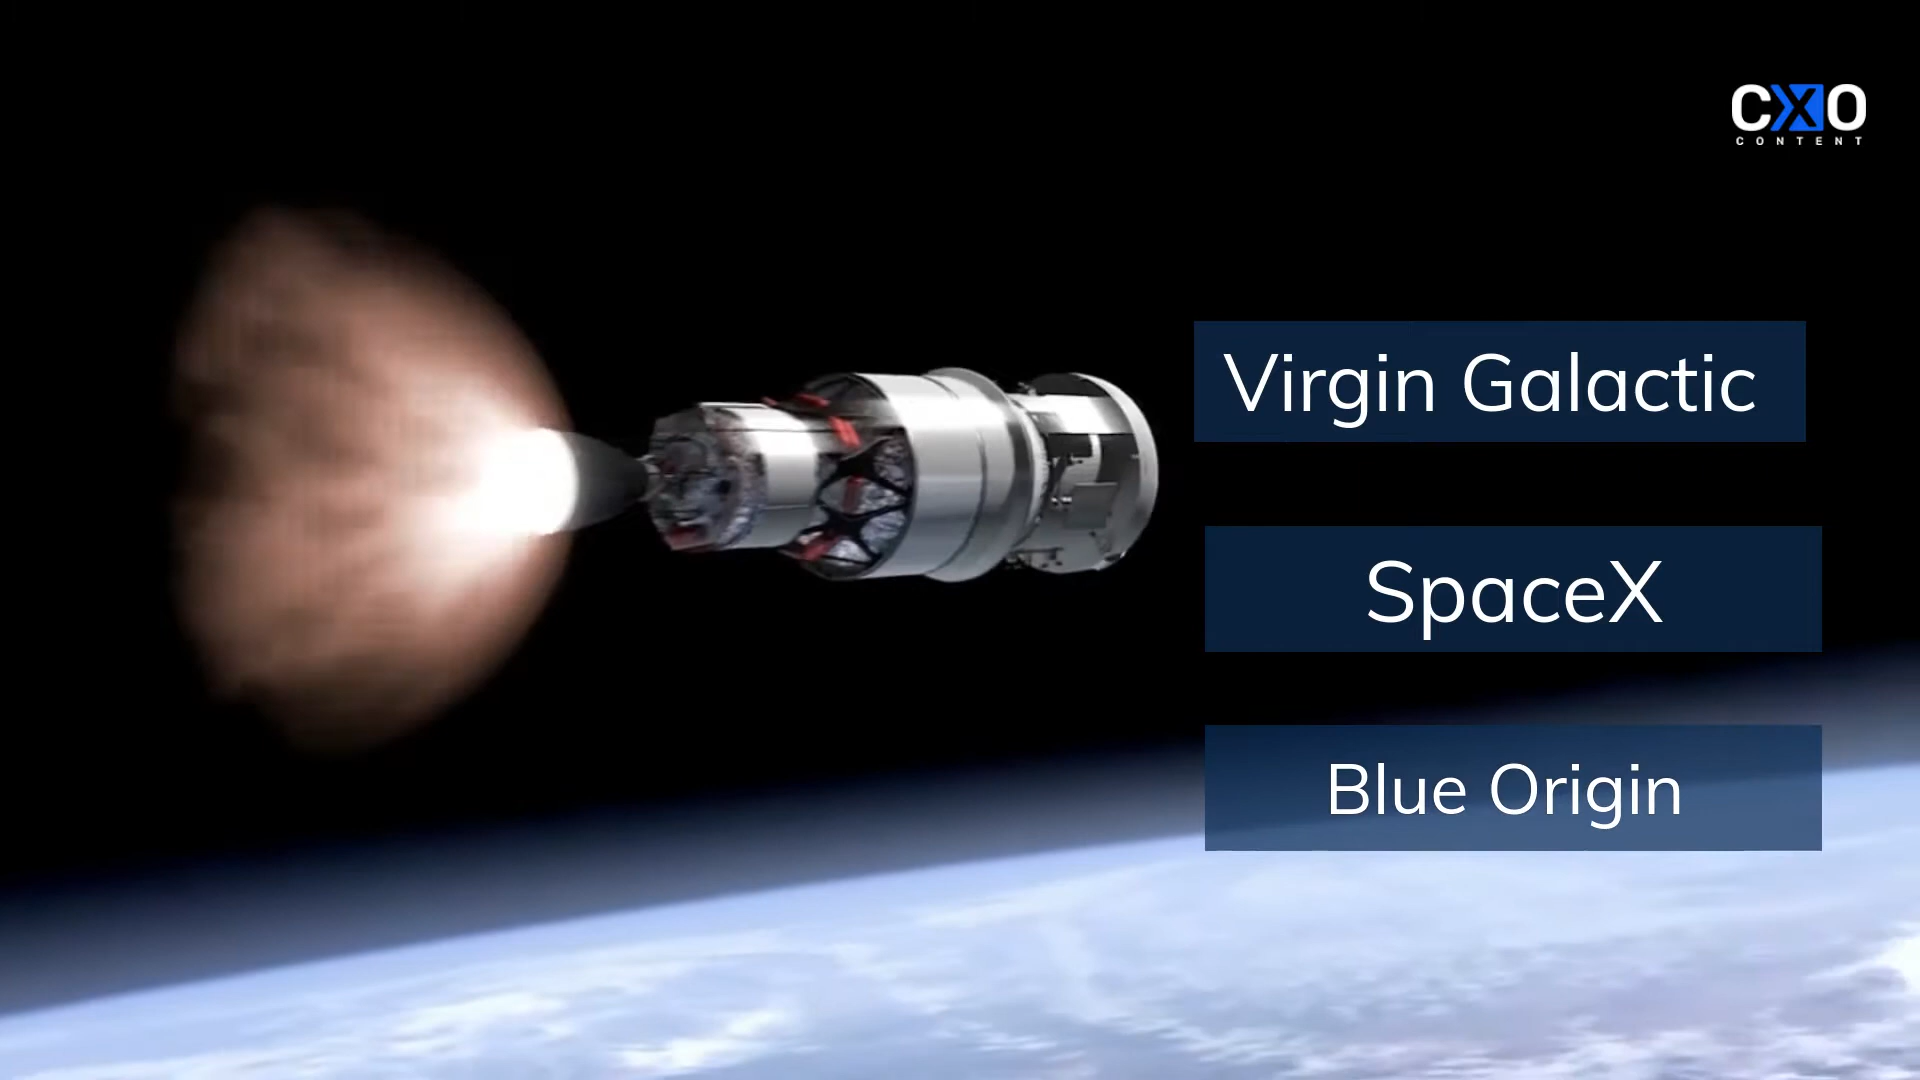 CXO
CONTENT
Virgin Galactic
SpaceX
Blue Origin